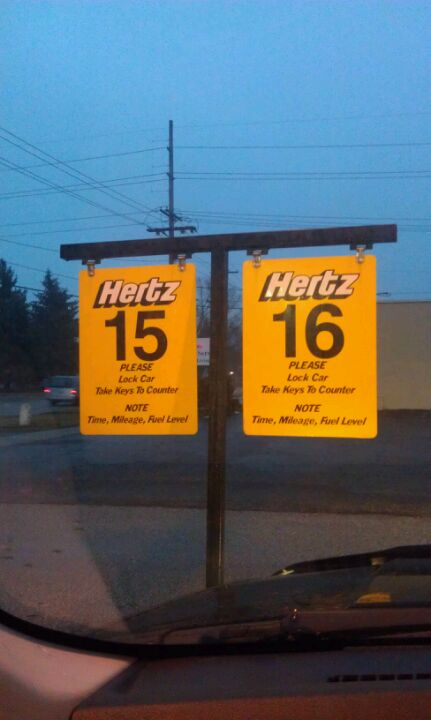 Hertz
15
PLEASE
Lock Car
Take Keys To Counter
NOTE
Time, Mileage, Fuel Level
Hertz
16
PLEASE
Lock Car
Take Keys To Counter
NOTE
Time, Mileage, Fuel Level